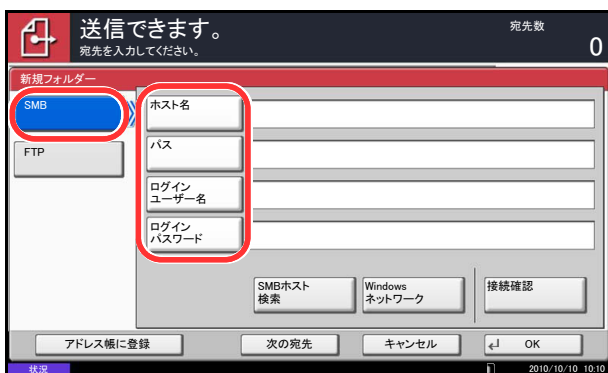 送信できます。
宛先を入力してください。
宛先数
0
新規フォルダー
SMB
FTP
ホスト名
パス
ログイン
ユーザー名
ログイン
パスワード
SMBホスト
検索
Windows
ネットワーク
接続確認
アドレス帳に登録
次の宛先
キャンセル
OK
状況
2010/10/10 10:10